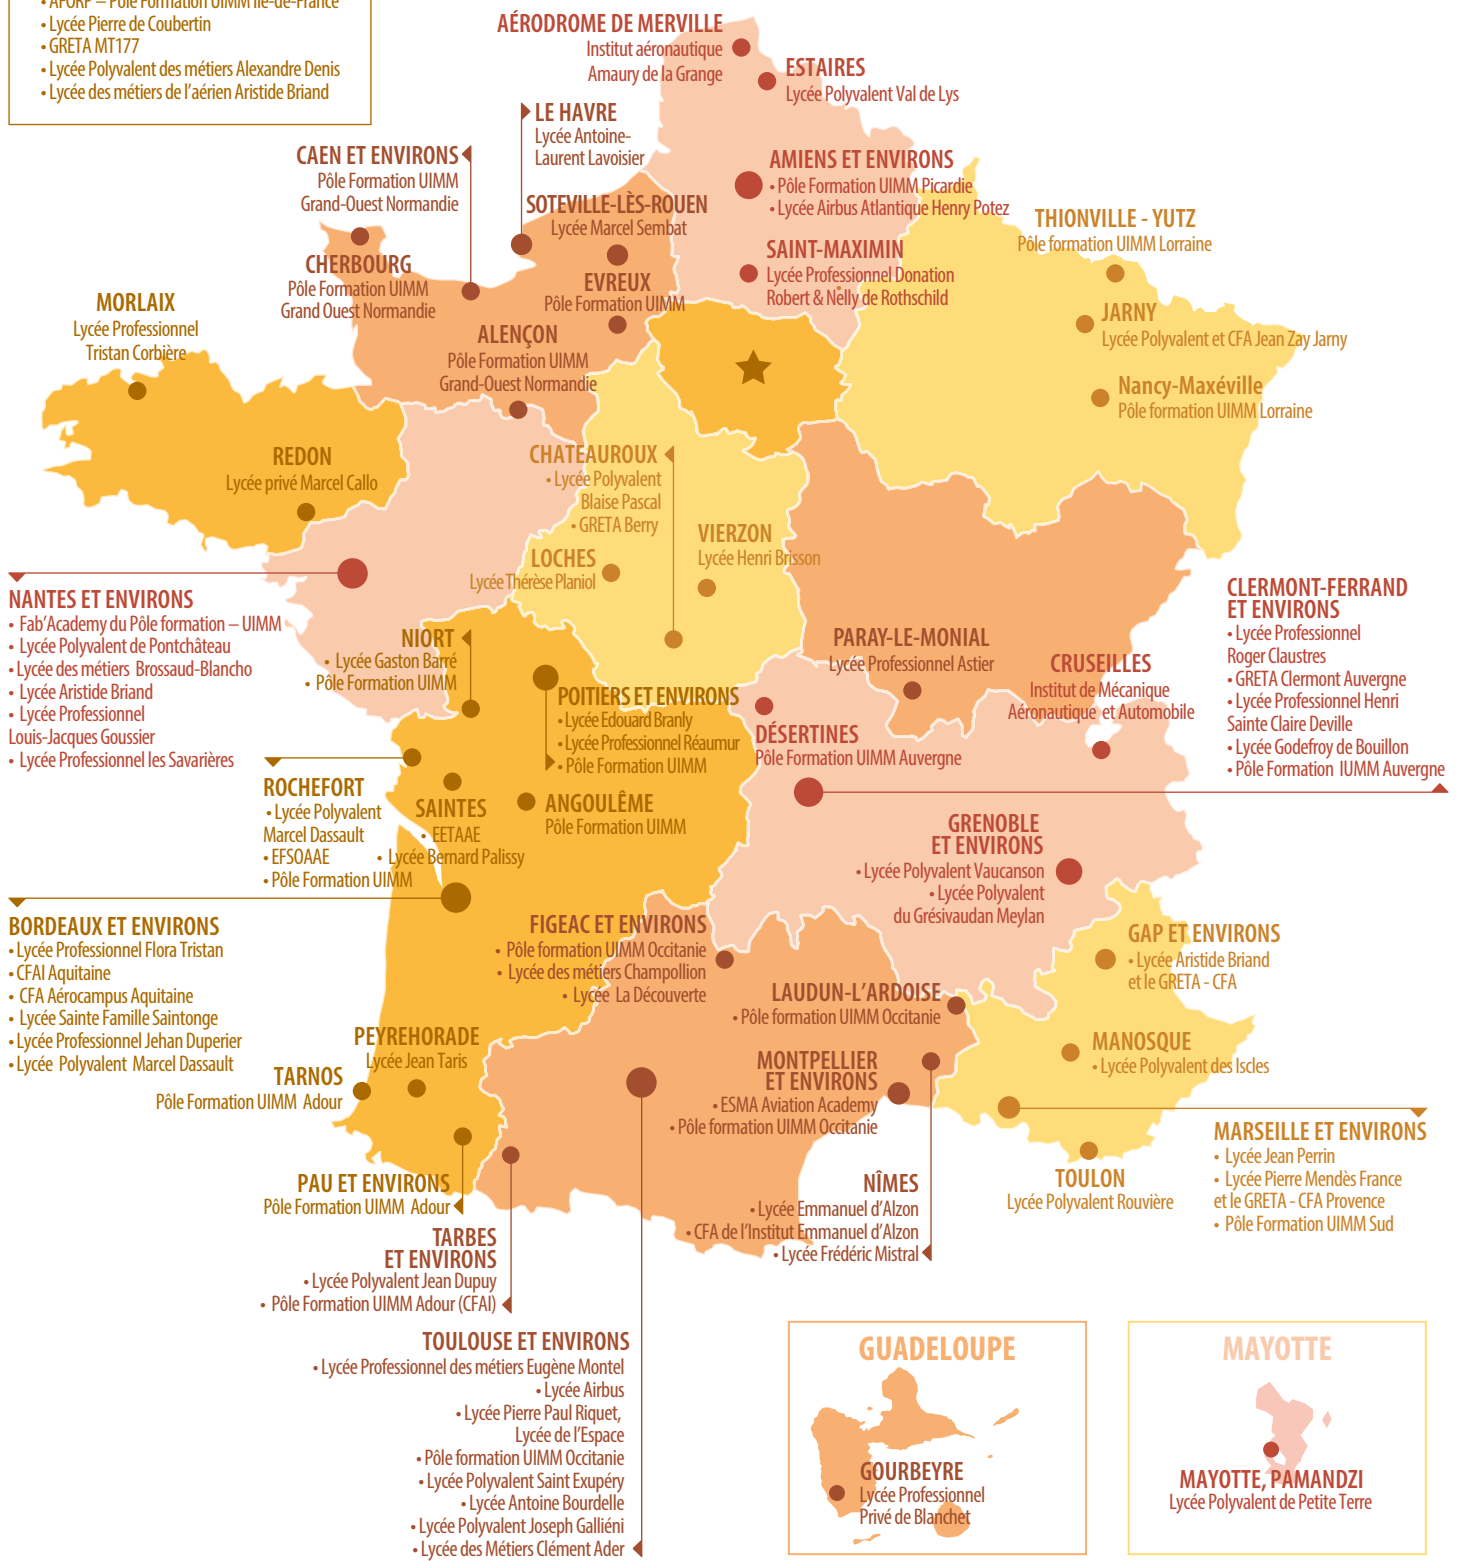 • AFORP – Pôle Formation UIMM Île-de-France
• Lycée Pierre de Coubertin
• GRETA MT177
• Lycée Polyvalent des métiers Alexandre Denis
• Lycée des métiers de l'aérien Aristide Briand
AÉRODROME DE MERVILLE
Institut aéronautique
Amaury de la Grange
ESTAIRES
Lycée Polyvalent Val de Lys
LE HAVRE
Lycée Antoine-
Laurent Lavoisier
CAEN ET ENVIRONS
Pôle Formation UIMM
Grand-Ouest Normandie
AMIENS ET ENVIRONS
• Pôle Formation UIMM Picardie
• Lycée Airbus Atlantique Henry Potez
SOTEVILLE-LÈS-ROUEN
Lycée Marcel Sembat
THIONVILLE - YUTZ
Pôle formation UIMM Lorraine
SAINT-MAXIMIN
Lycée Professionnel Donation
Robert & Nelly de Rothschild
CHERBOURG
Pôle Formation UIMM
Grand Ouest Normandie
EVREUX
Pôle Formation UIMM
MORLAIX
Lycée Professionnel
Tristan Corbière
JARNY
Lycée Polyvalent et CFA Jean Zay Jarny
ALENÇON
Pôle Formation UIMM
Grand-Ouest Normandie
Nancy-Maxéville
Pôle formation UIMM Lorraine
REDON
Lycée privé Marcel Callo
CHATEAUROUX
• Lycée Polyvalent
Blaise Pascal
• GRETA Berry
VIERZON
Lycée Henri Brisson
LOCHES
Lycée Thérèse Planiol
NANTES ET ENVIRONS
• Fab'Academy du Pôle formation – UIMM
• Lycée Polyvalent de Pontchâteau
• Lycée des métiers Brossaud-Blancho
• Lycée Aristide Briand
• Lycée Professionnel
Louis-Jacques Goussier
• Lycée Professionnel les Savarières
CLERMONT-FERRAND
ET ENVIRONS
• Lycée Professionnel
Roger Claustres
• GRETA Clermont Auvergne
• Lycée Professionnel Henri
Sainte Claire Deville
• Lycée Godefroy de Bouillon
• Pôle Formation IUMM Auvergne
NIORT
• Lycée Gaston Barré
• Pôle Formation UIMM
PARAY-LE-MONIAL
Lycée Professionnel Astier
CRUSEILLES
Institut de Mécanique
Aéronautique et Automobile
POITIERS ET ENVIRONS
• Lycée Edouard Branly
• Lycée Professionnel Réaumur
• Pôle Formation UIMM
DÉSERTINES
Pôle Formation UIMM Auvergne
ROCHEFORT
• Lycée Polyvalent
Marcel Dassault
• EFSOAAE
• Pôle Formation UIMM
SAINTES
• EETAAE
• Lycée Bernard Palissy
ANGOULÊME
Pôle Formation UIMM
GRENOBLE
ET ENVIRONS
• Lycée Polyvalent Vaucanson
• Lycée Polyvalent
du Grésivaudan Meylan
BORDEAUX ET ENVIRONS
• Lycée Professionnel Flora Tristan
• CFAI Aquitaine
• CFA Aérocampus Aquitaine
• Lycée Sainte Famille Saintonge
• Lycée Professionnel Jehan Duperier
• Lycée Polyvalent Marcel Dassault
FIGEAC ET ENVIRONS
• Pôle formation UIMM Occitanie
• Lycée des métiers Champollion
• Lycée La Découverte
GAP ET ENVIRONS
• Lycée Aristide Briand
et le GRETA - CFA
LAUDUN-L'ARDOISE
• Pôle formation UIMM Occitanie
PEYREHORADE
Lycée Jean Taris
MANOSQUE
• Lycée Polyvalent des Iscles
TARNOS
Pôle Formation UIMM Adour
MONTPELLIER
ET ENVIRONS
• ESMA Aviation Academy
• Pôle formation UIMM Occitanie
MARSEILLE ET ENVIRONS
• Lycée Jean Perrin
• Lycée Pierre Mendès France
et le GRETA - CFA Provence
• Pôle Formation UIMM Sud
TOULON
Lycée Polyvalent Rouvière
PAU ET ENVIRONS
Pôle Formation UIMM Adour
NÎMES
• Lycée Emmanuel d'Alzon
• CFA de l'Institut Emmanuel d'Alzon
• Lycée Frédéric Mistral
TARBES
ET ENVIRONS
• Lycée Polyvalent Jean Dupuy
• Pôle Formation UIMM Adour (CFAI)
TOULOUSE ET ENVIRONS
• Lycée Professionnel des métiers Eugène Montel
• Lycée Airbus
• Lycée Pierre Paul Riquet,
Lycée de l'Espace
• Pôle formation UIMM Occitanie
• Lycée Polyvalent Saint Exupéry
• Lycée Antoine Bourdelle
• Lycée Polyvalent Joseph Galliéni
• Lycée des Métiers Clément Ader
GUADELOUPE
GOURBEYRE
Lycée Professionnel
Privé de Blanchet
MAYOTTE
MAYOTTE, PAMANDZI
Lycée Polyvalent de Petite Terre